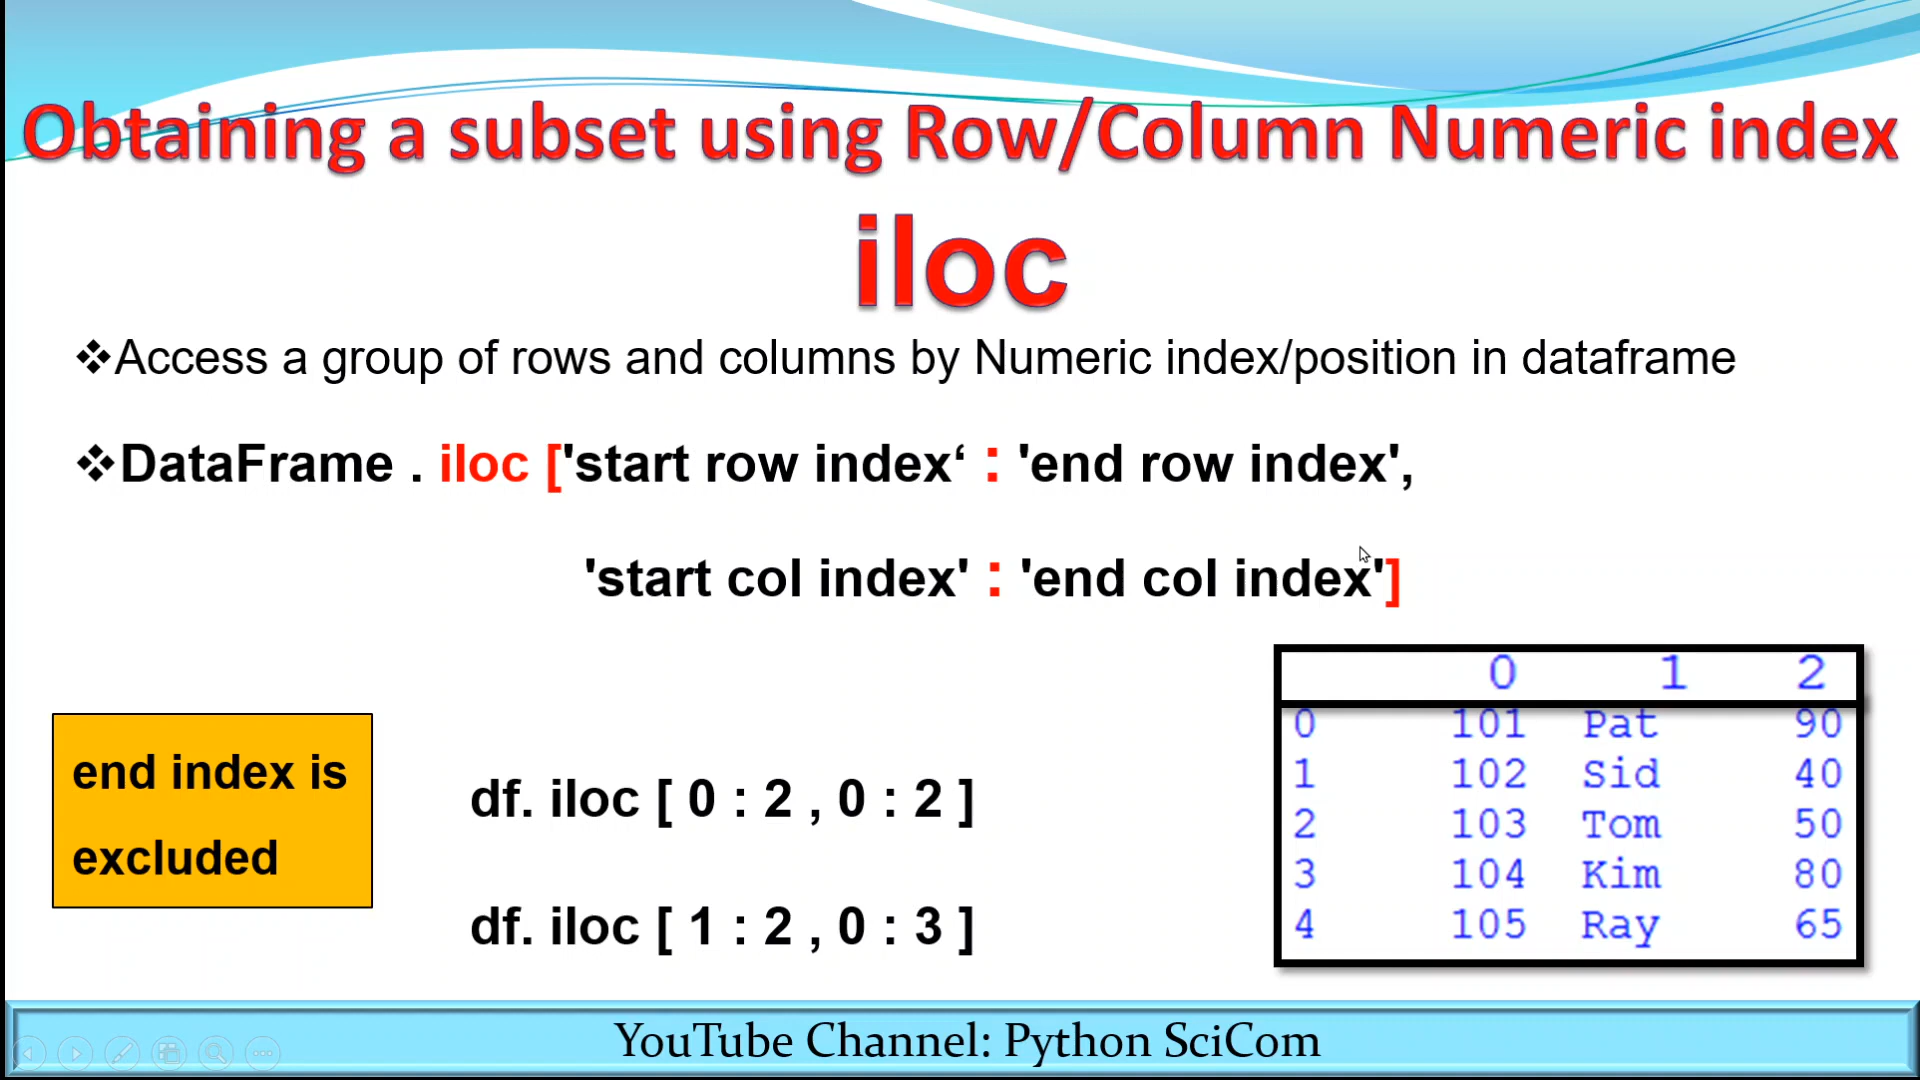 Obtaining a subset using Row/Column Numeric index
iloc
❖Access a group of rows and columns by Numeric index/position in dataframe
❖DataFrame . iloc ['start row index‘ : 'end row index',
'start col index' : 'end col index']
end index is
excluded
df. iloc [ 0 : 2 , 0 : 2 ]
df. iloc [ 1 : 2 , 0 : 3 ]
0 1 2
0 101 Pat 90
1 102 Sid 40
2 103 Tom 50
3 104 Kim 80
4 105 Ray 65
YouTube Channel: Python SciCom